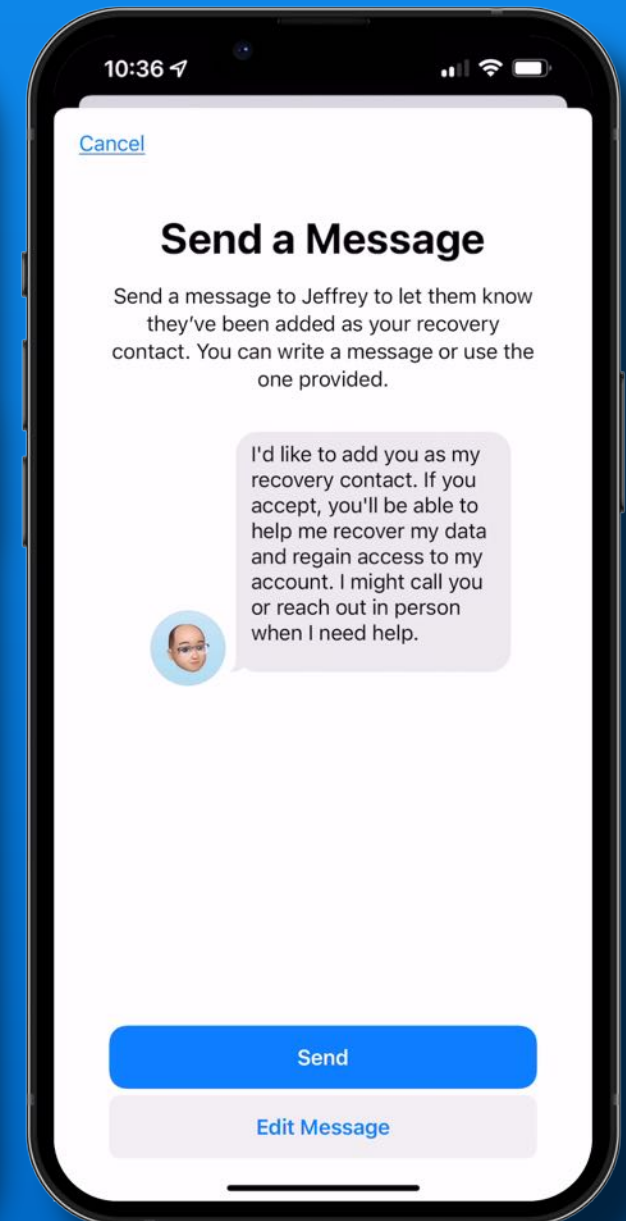 10:36
Cancel
Send a Message
Send a message to Jeffrey to let them know
they’ve been added as your recovery
contact. You can write a message or use the
one provided.
I'd like to add you as my
recovery contact. If you
accept, you'll be able to
help me recover my data
and regain access to my
account. I might call you
or reach out in person
when I need help.
Send
Edit Message